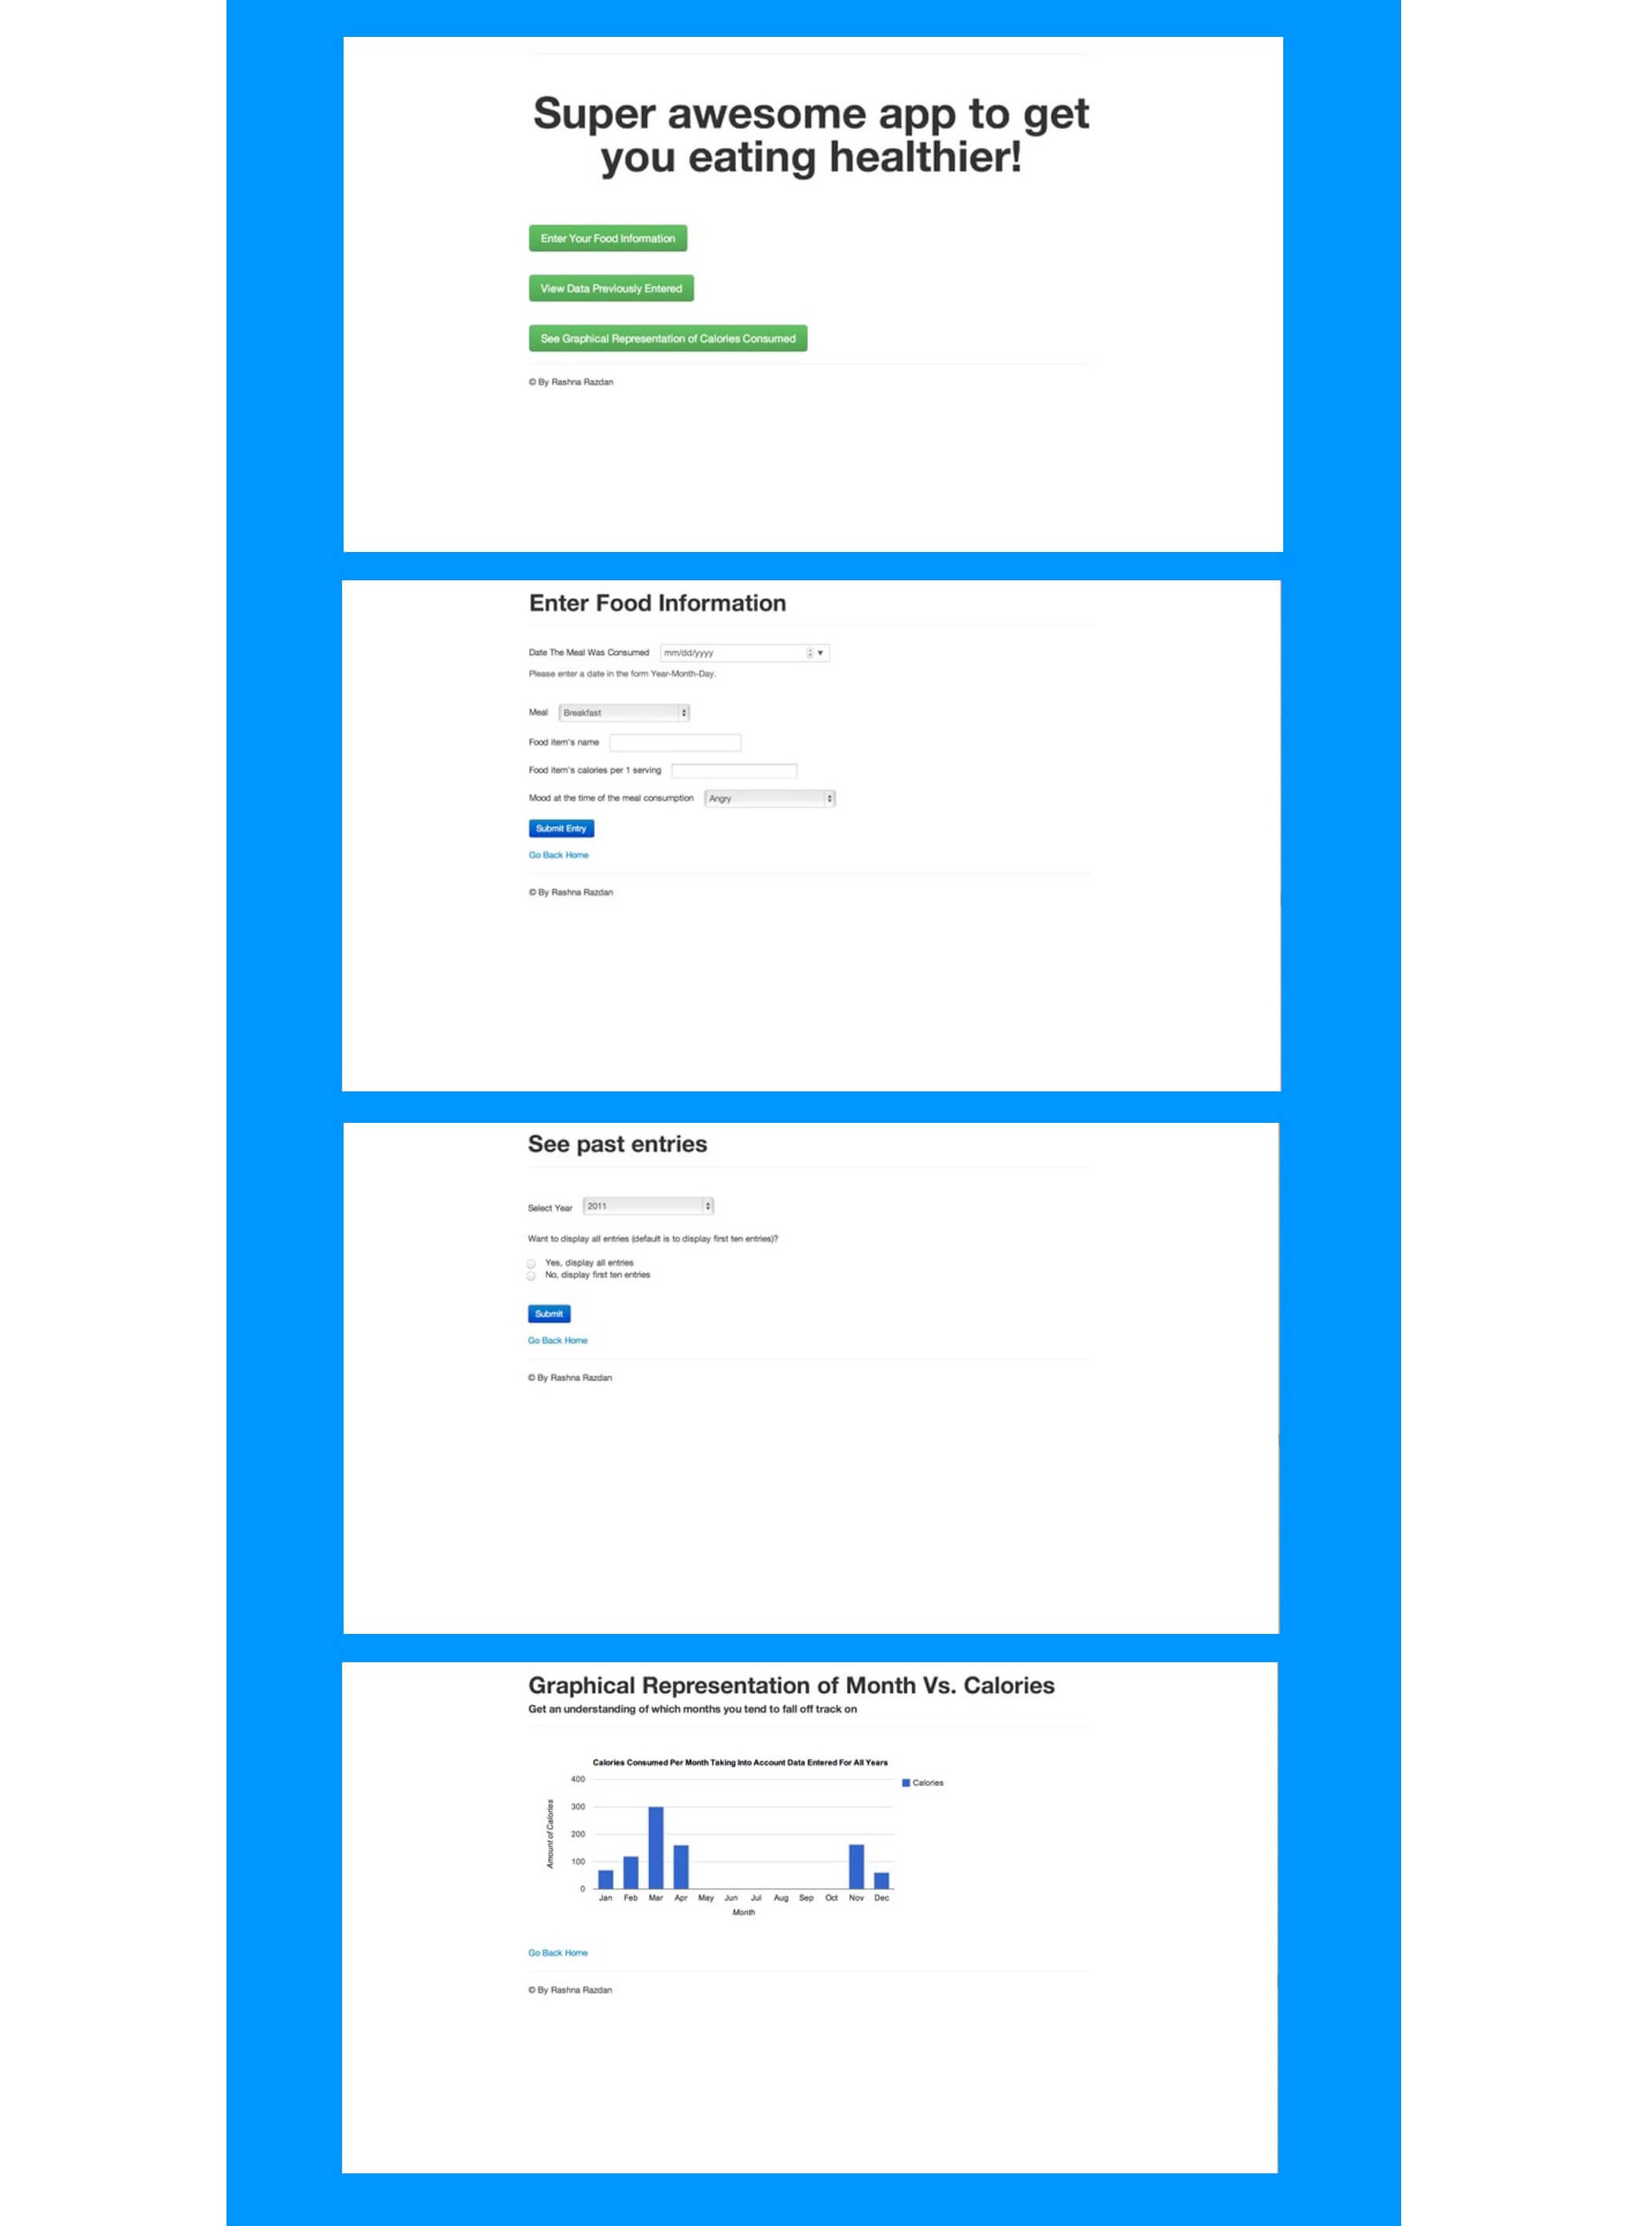 Super awesome app to get
you eating healthier!
Enter Your Food Information
View Data Previously Entered
See Graphical Representation of Calories Consumed
© By Rashna Razdan
Enter Food Information
Date The Meal Was Consumed mm/dd/yyyy
Please enter a date in the form Year-Month-Day.
Meal Breakfast
Food item's name
Food item's calories per 1 serving
Mood at the time of the meal consumption Angry
Submit Entry
Go Back Home
© By Rashna Razdan
See past entries
Select Year 2011
Want to display all entries (default is to display first ten entries)?
Yes, display all entries
No, display first ten entries
Submit
Go Back Home
© By Rashna Razdan
Graphical Representation of Month Vs. Calories
Get an understanding of which months you tend to fall off track on
Calories Consumed Per Month Taking Into Account Data Entered For All Years
Calories
Amount of Calories
400
300
200
100
0
Jan Feb Mar Apr May Jun Jul Aug Sep Oct Nov Dec
Month
Go Back Home
© By Rashna Razdan